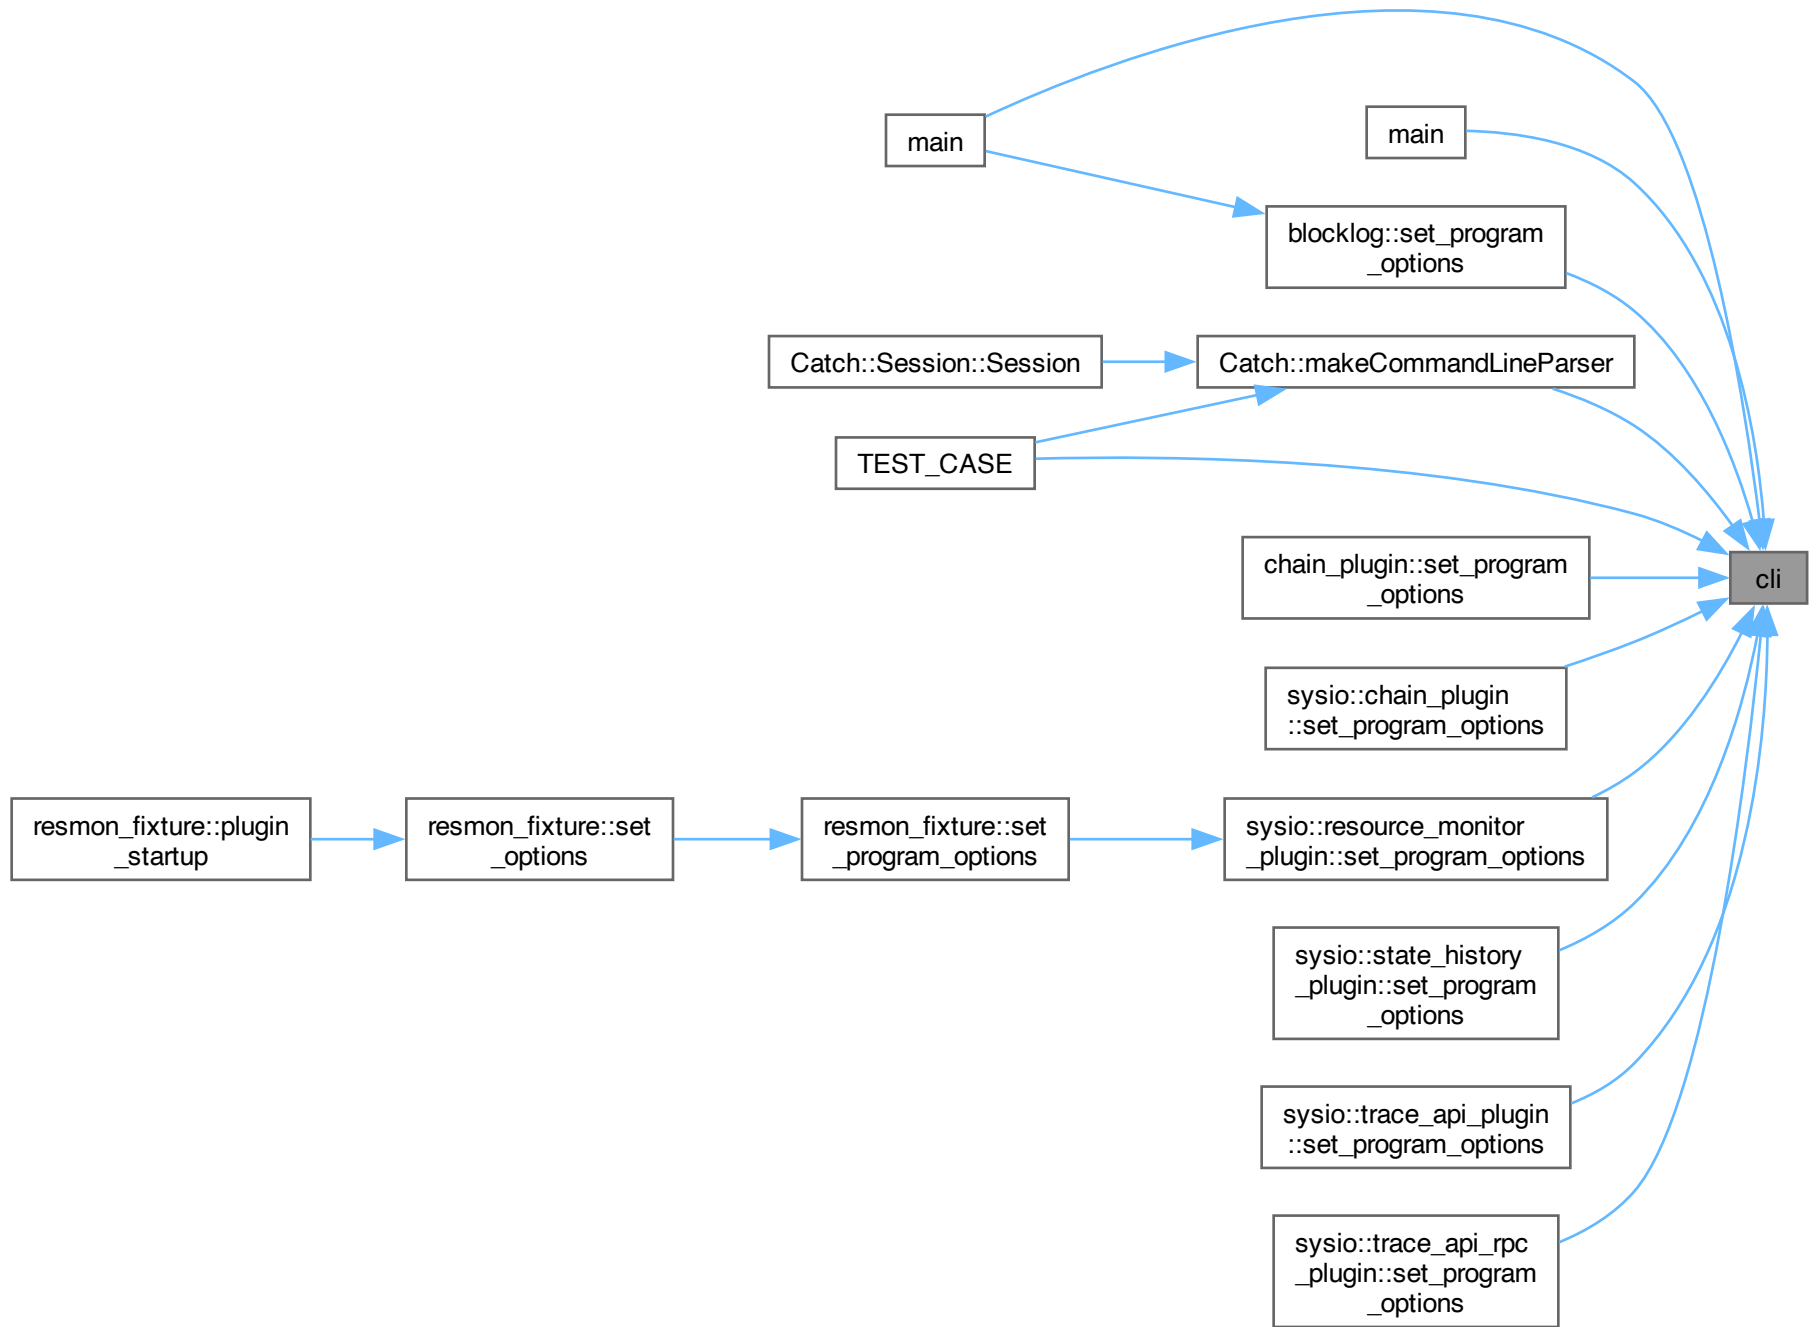 main
main
blocklog::set_program
_options
Catch::Session::Session
Catch::makeCommandLineParser
TEST_CASE
chain_plugin::set_program
_options
cli
sysio::chain_plugin
::set_program_options
resmon_fixture::plugin
_startup
resmon_fixture::set
_options
resmon_fixture::set
_program_options
sysio::resource_monitor
_plugin::set_program_options
sysio::state_history
_plugin::set_program
_options
sysio::trace_api_plugin
::set_program_options
sysio::trace_api_rpc
_plugin::set_program
_options